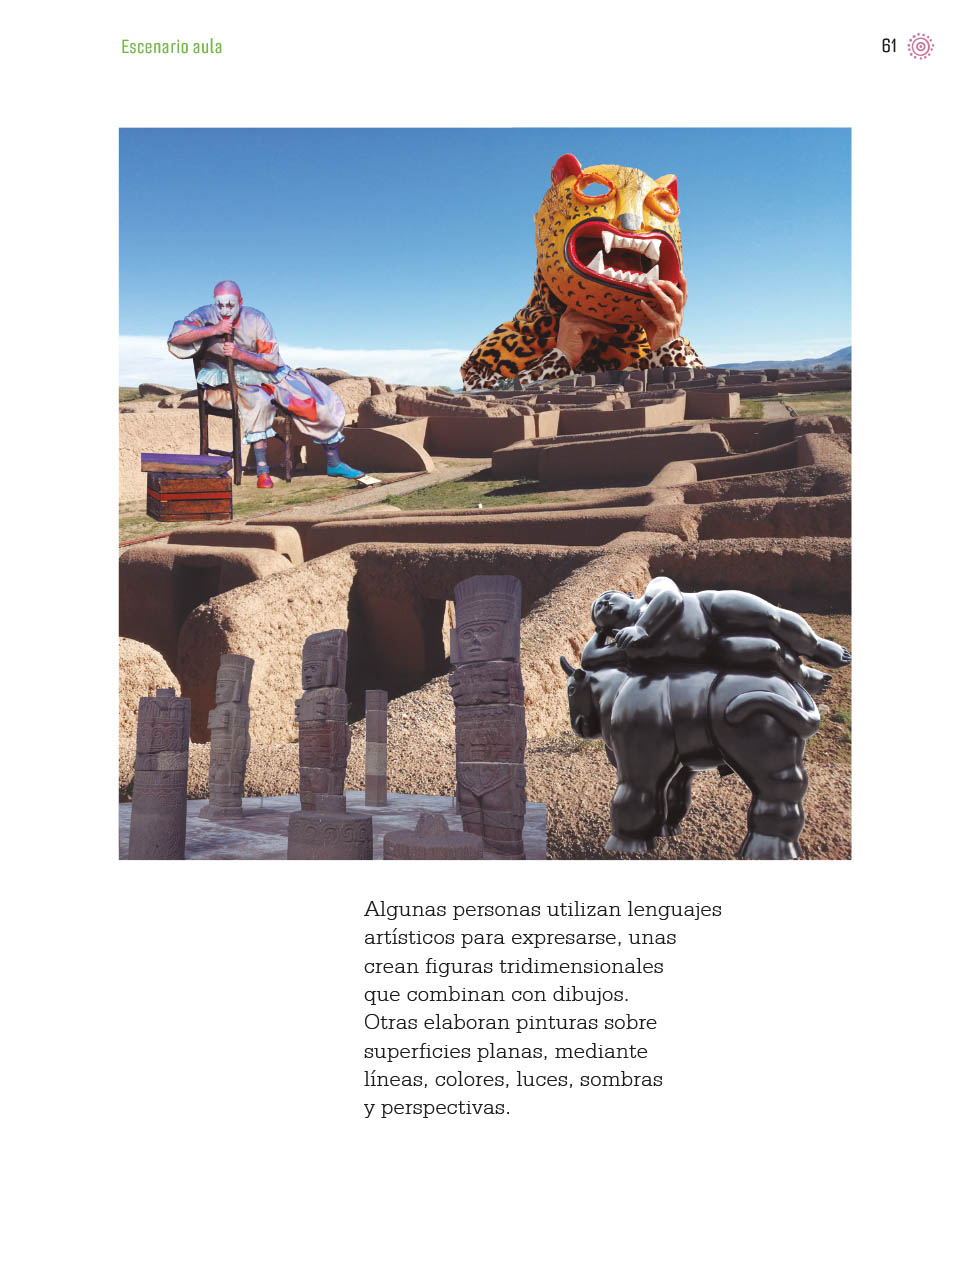 Escenario aula
61
Algunas personas utilizan lenguajes
artísticos para expresarse, unas
crean figuras tridimensionales
que combinan con dibujos.
Otras elaboran pinturas sobre
superficies planas, mediante
líneas, colores, luces, sombras
y perspectivas.